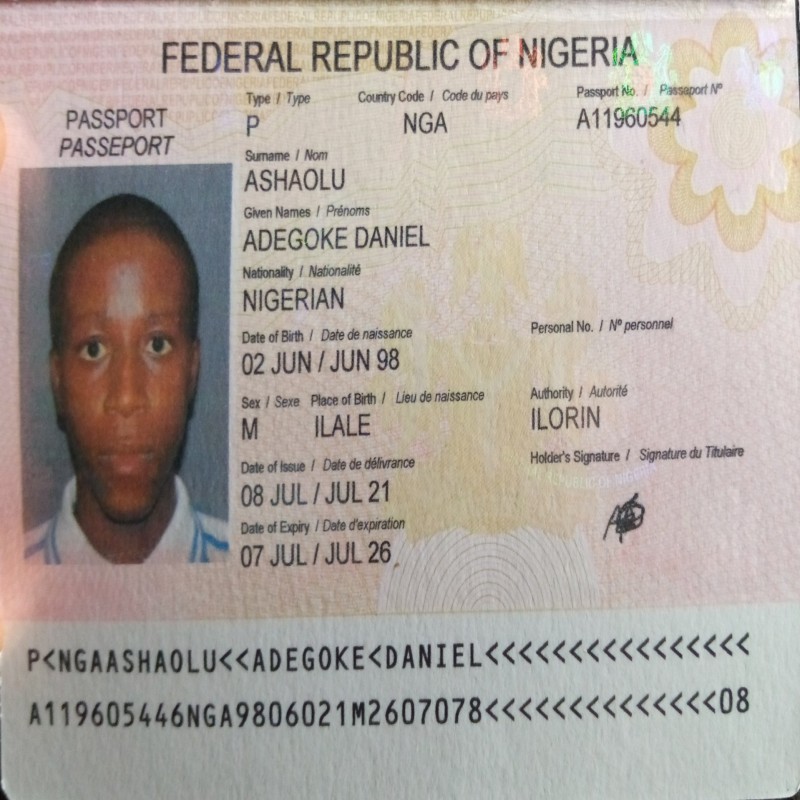 FEDERAL REPUBLIC OF NIGERIA
PASSPORT
PASSEPORT
Type / Type Country Code / Code du pays Passport No. / Passeport Nº
P NGA A11960544
Surname / Nom
ASHAOLU
Given Names / Prénoms
ADEGOKE DANIEL
Nationality / Nationalité
NIGERIAN
Date of Birth / Date de naissance Personal No. / Nº personnel
02 JUN / JUN 98
Sex / Sexe Place of Birth / Lieu de naissance Authority / Autorité
M ILALE ILORIN
Date of Issue / Date de délivrance Holder's Signature / Signature du Titulaire
08 JUL / JUL 21
Date of Expiry / Date d'expiration
07 JUL / JUL 26
P<NGAASHAOLU<<ADEGOKE<DANIEL<<<<<<<<<<<<<<<<
A119605446NGA9806021M2607078<<<<<<<<<<<<<<08